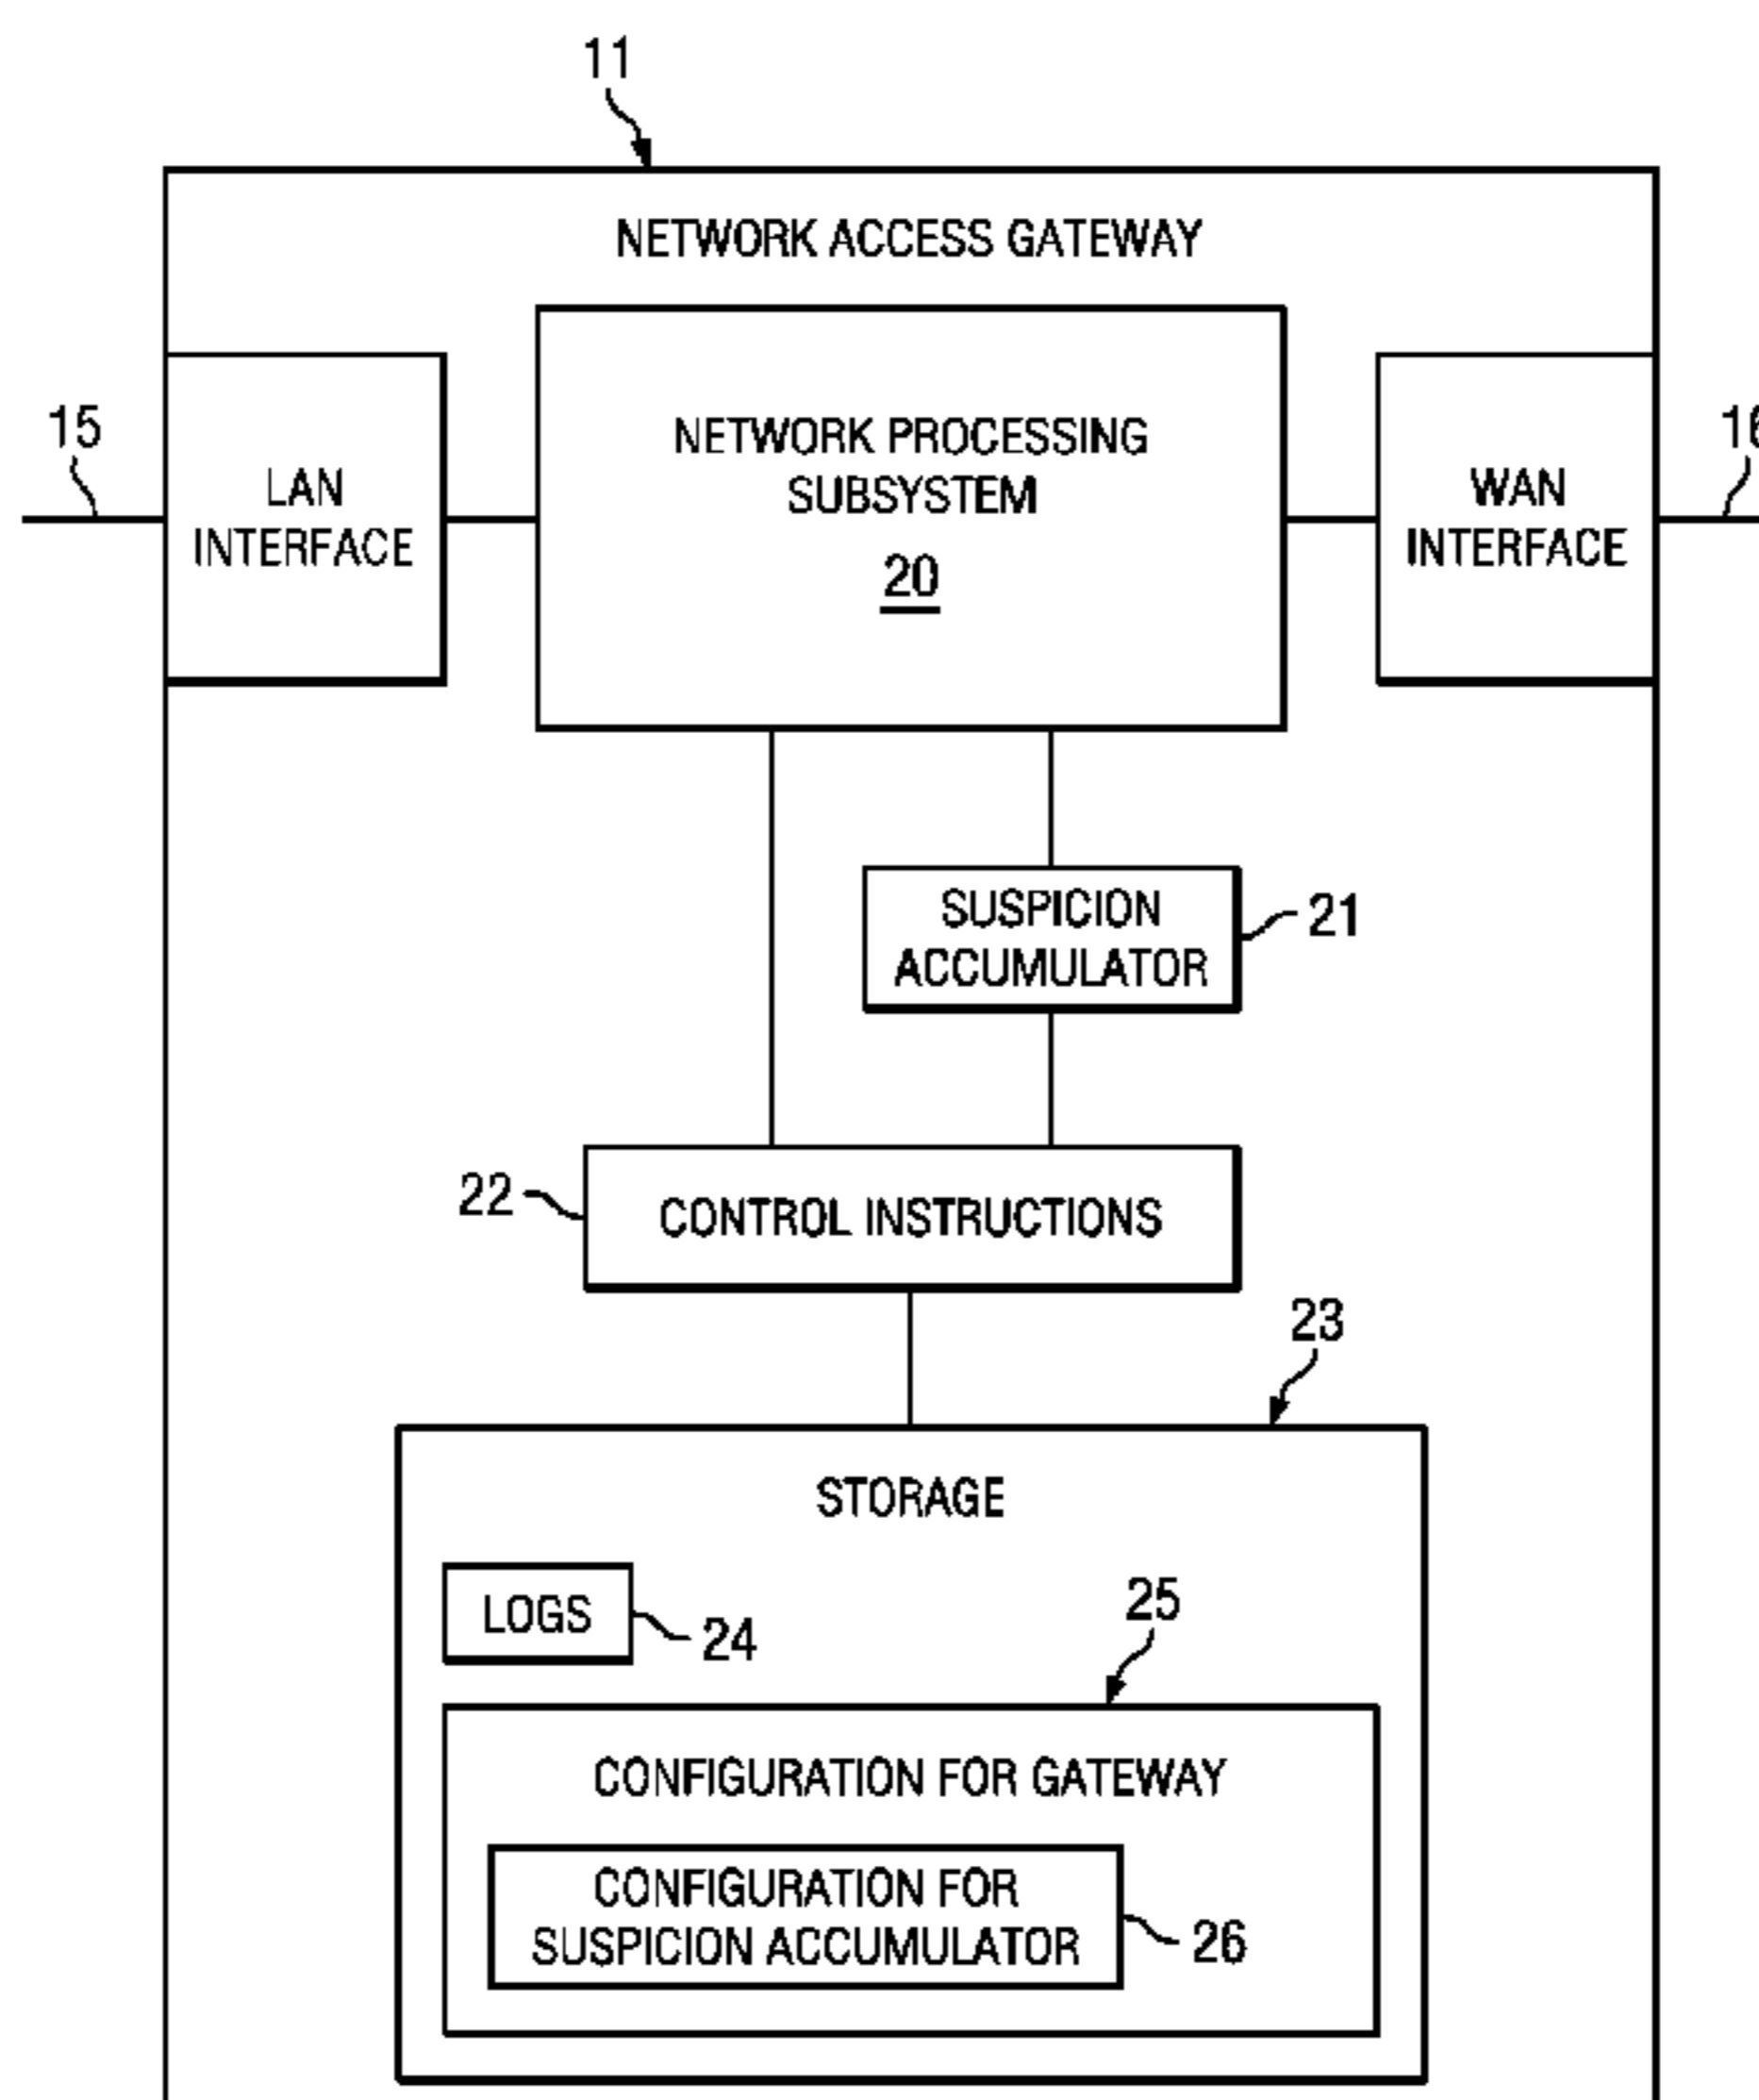 11
NETWORK ACCESS GATEWAY
15
LAN
INTERFACE
NETWORK PROCESSING
SUBSYSTEM
20
WAN
INTERFACE
SUSPICION
ACCUMULATOR
21
22
CONTROL INSTRUCTIONS
23
STORAGE
LOGS
24
25
CONFIGURATION FOR GATEWAY
CONFIGURATION FOR
SUSPICION ACCUMULATOR
26